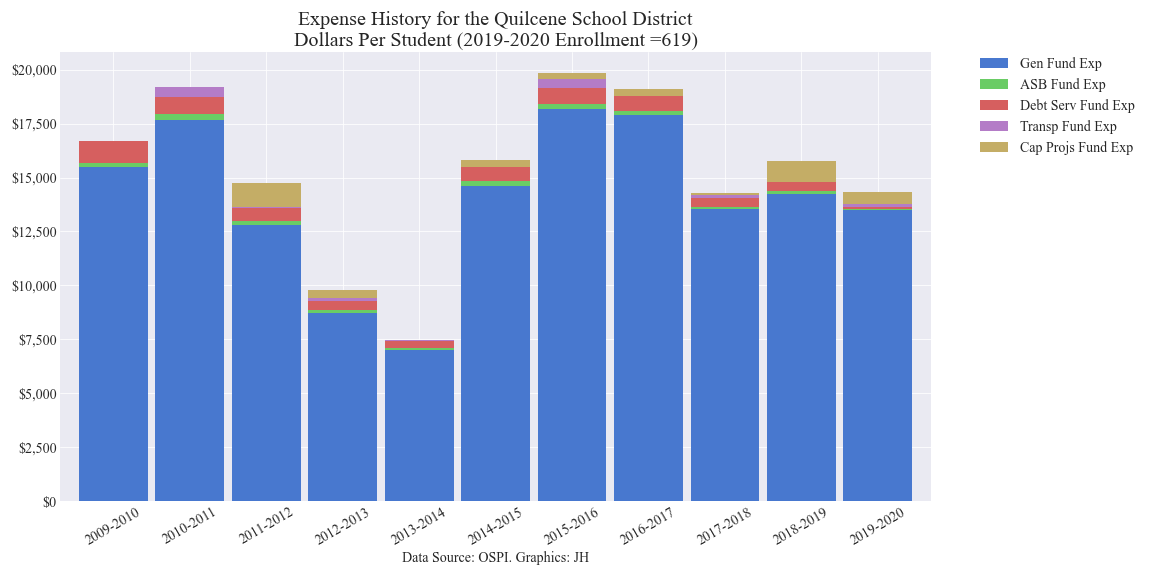 Expense History for the Quilcene School District
Dollars Per Student (2019-2020 Enrollment =619)
$20,000
$17,500
$15,000
$12,500
$10,000
$7,500
$5,000
$2,500
$0
2009-2010
2010-2011
2011-2012
2012-2013
2013-2014
2014-2015
2015-2016
2016-2017
2017-2018
2018-2019
2019-2020
Data Source: OSPI. Graphics: JH
Gen Fund Exp
ASB Fund Exp
Debt Serv Fund Exp
Transp Fund Exp
Cap Projs Fund Exp